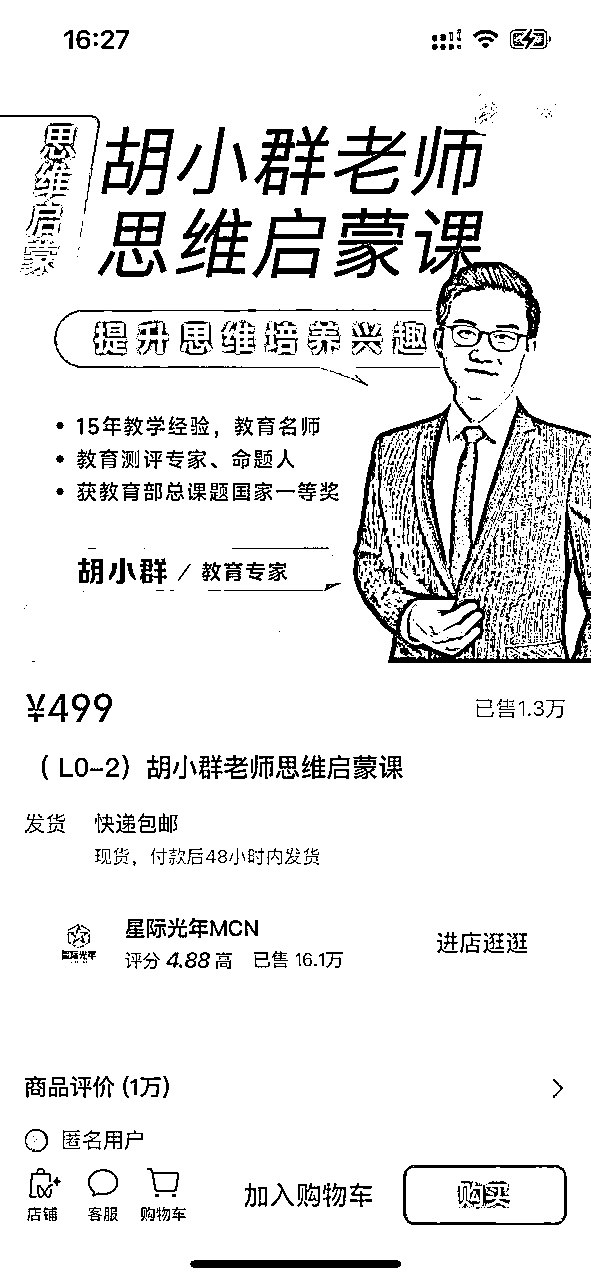 16:27
思维启蒙
胡小群老师
思维启蒙课
提升思维培养兴趣
• 15年教学经验，教育名师
• 教育测评专家、命题人
• 获教育部总课题国家一等奖
胡小群 / 教育专家
¥499
已售1.3万
（L0-2）胡小群老师思维启蒙课
发货 快递包邮
现货，付款后48小时内发货
星际光年MCN
星际光年
评分 4.88 高 已售 16.1万
进店逛逛
商品评价 (1万)
匿名用户
店铺
客服
购物车
加入购物车
购买